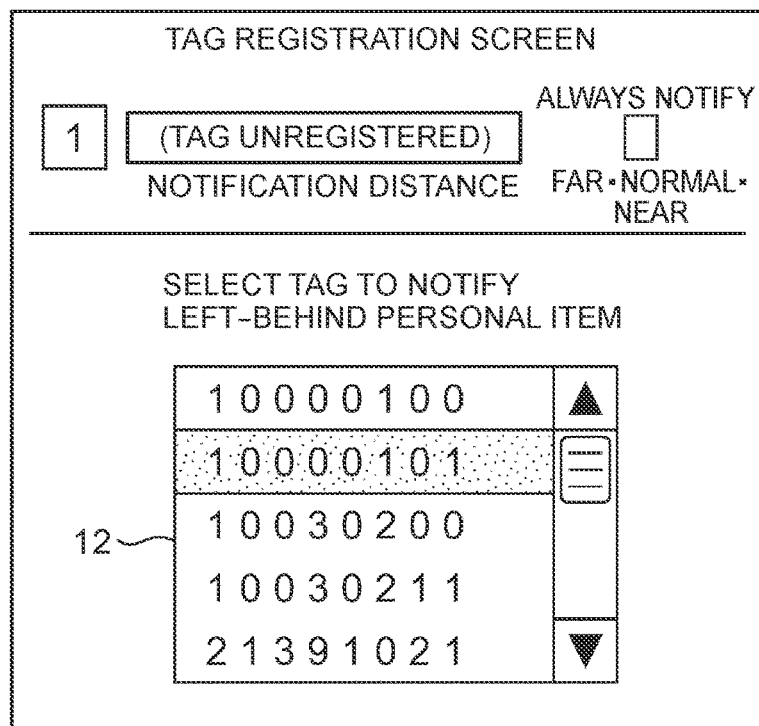 TAG REGISTRATION SCREEN
ALWAYS NOTIFY
1
(TAG UNREGISTERED)
NOTIFICATION DISTANCE
FAR・NORMAL・
NEAR
SELECT TAG TO NOTIFY
LEFT-BEHIND PERSONAL ITEM
10000100
10000101
10030200
10030211
21391021
12